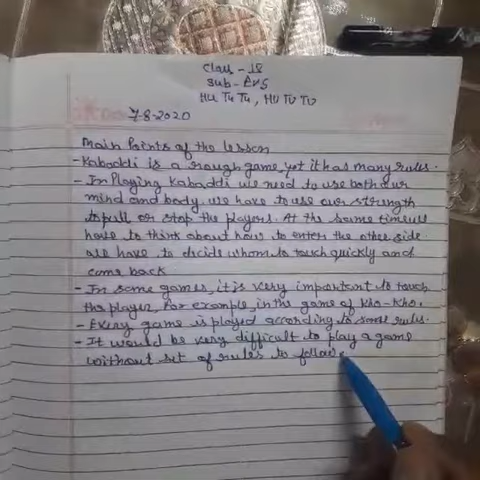 Class - 18
Sub - EVS
Hu Tu Tu, Hu Tu Tu
7-8-2020
Main Points of the lesson
- Kabaddi is a rough game, yet it has many rules.
- In Playing Kabaddi we need to use both our
mind and body. we have to use our strength
to pull or stop the players. At the same time we
have to think about how to enter the other side
we have to decide whom to touch quickly and
come back
- In some games, it is very important to touch
the player, for example, in the game of Kho-Kho.
- Every game is played according to some rules.
- It would be very difficult to play a game
without set of rules to follow